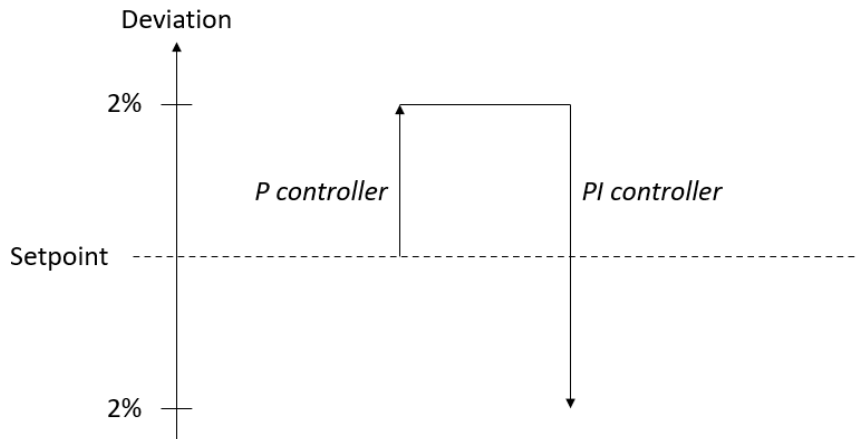 Deviation
2%
P controller
PI controller
Setpoint
2%